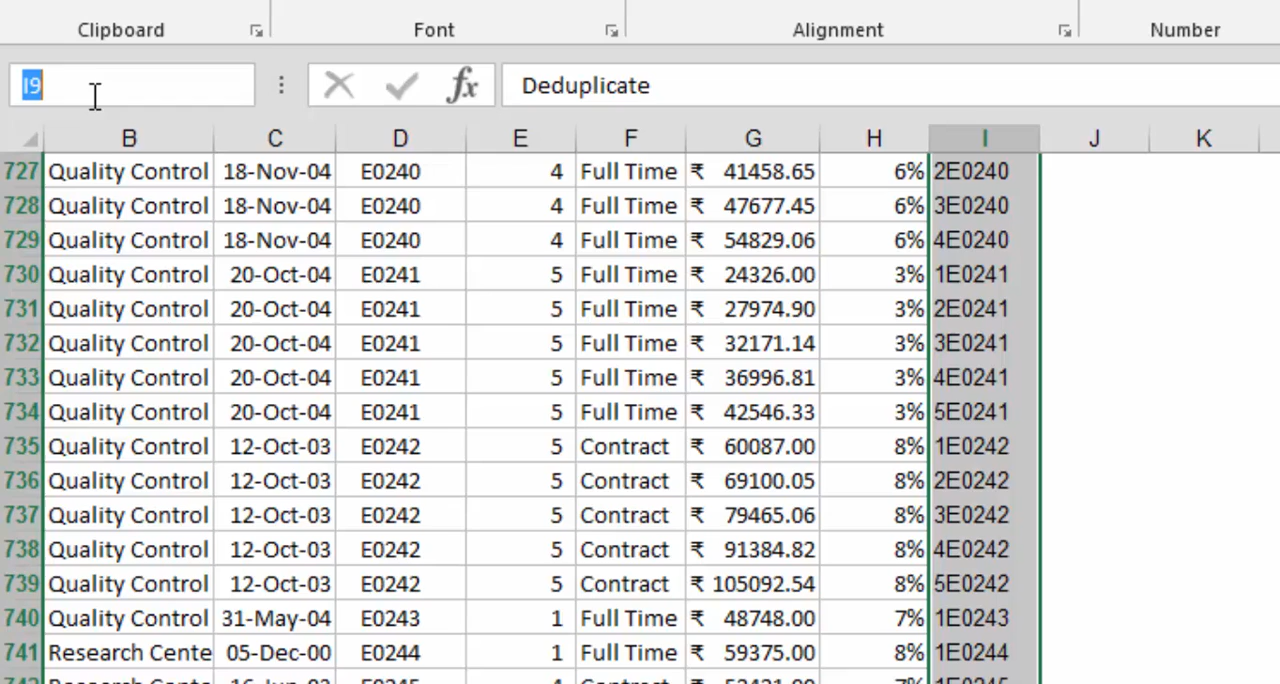 Clipboard Font Alignment Number
I9 fx Deduplicate
B C D E F G H I J K
727 Quality Control 18-Nov-04 E0240 4 Full Time ₹ 41458.65 6% 2E0240
728 Quality Control 18-Nov-04 E0240 4 Full Time ₹ 47677.45 6% 3E0240
729 Quality Control 18-Nov-04 E0240 4 Full Time ₹ 54829.06 6% 4E0240
730 Quality Control 20-Oct-04 E0241 5 Full Time ₹ 24326.00 3% 1E0241
731 Quality Control 20-Oct-04 E0241 5 Full Time ₹ 27974.90 3% 2E0241
732 Quality Control 20-Oct-04 E0241 5 Full Time ₹ 32171.14 3% 3E0241
733 Quality Control 20-Oct-04 E0241 5 Full Time ₹ 36996.81 3% 4E0241
734 Quality Control 20-Oct-04 E0241 5 Full Time ₹ 42546.33 3% 5E0241
735 Quality Control 12-Oct-03 E0242 5 Contract ₹ 60087.00 8% 1E0242
736 Quality Control 12-Oct-03 E0242 5 Contract ₹ 69100.05 8% 2E0242
737 Quality Control 12-Oct-03 E0242 5 Contract ₹ 79465.06 8% 3E0242
738 Quality Control 12-Oct-03 E0242 5 Contract ₹ 91384.82 8% 4E0242
739 Quality Control 12-Oct-03 E0242 5 Contract ₹ 105092.54 8% 5E0242
740 Quality Control 31-May-04 E0243 1 Full Time ₹ 48748.00 7% 1E0243
741 Research Cente 05-Dec-00 E0244 1 Full Time ₹ 59375.00 8% 1E0244